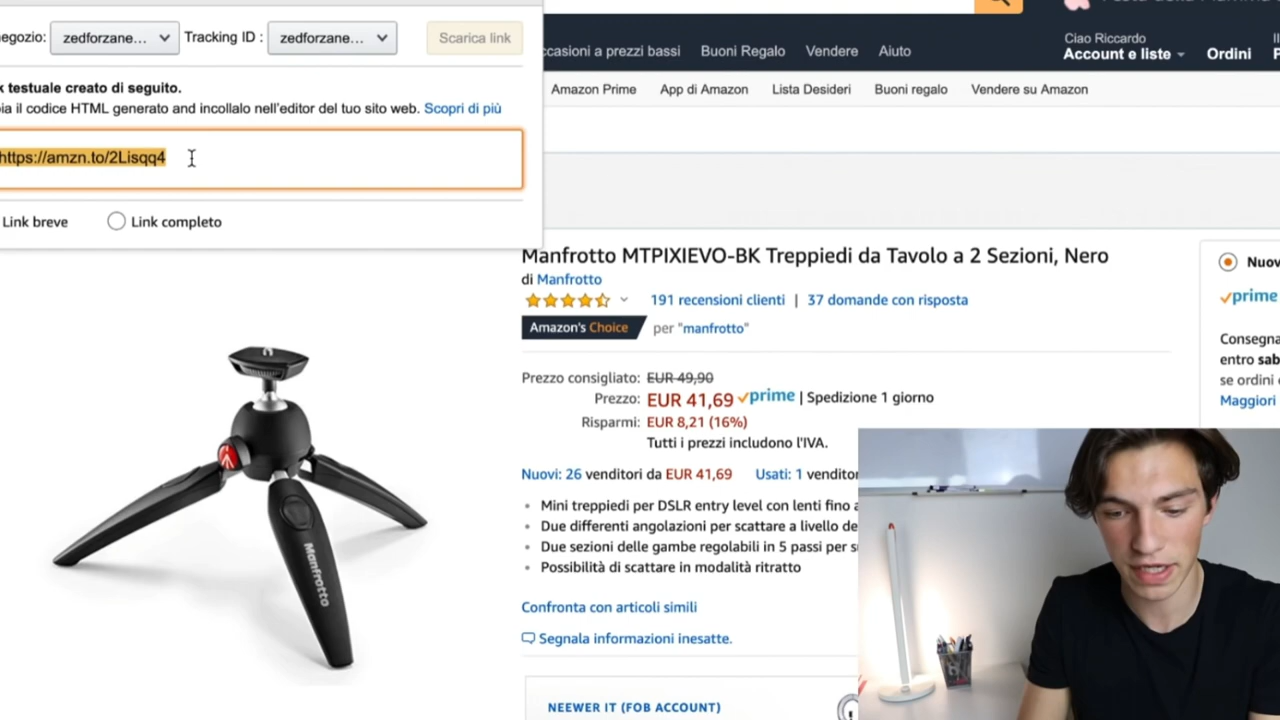 egozio: zedforzane... Tracking ID : zedforzane... Scarica link
k testuale creato di seguito.
ia il codice HTML generato and incollalo nell'editor del tuo sito web. Scopri di più
https://amzn.to/2Lisqq4
Link breve Link completo
Ciao Riccardo
Account e liste Ordini
ccasioni a prezzi bassi Buoni Regalo Vendere Aiuto
Amazon Prime App di Amazon Lista Desideri Buoni regalo Vendere su Amazon
Manfrotto MTPIXIEVO-BK Treppiedi da Tavolo a 2 Sezioni, Nero
di Manfrotto
191 recensioni clienti | 37 domande con risposta
Amazon's Choice per "manfrotto"
Prezzo consigliato: EUR 49,90
Prezzo: EUR 41,69 prime | Spedizione 1 giorno
Risparmi: EUR 8,21 (16%)
Tutti i prezzi includono l'IVA.
Nuovi: 26 venditori da EUR 41,69 Usati: 1 venditor
Mini treppiedi per DSLR entry level con lenti fino a
Due differenti angolazioni per scattare a livello de
Due sezioni delle gambe regolabili in 5 passi per s
Possibilità di scattare in modalità ritratto
Confronta con articoli simili
Segnala informazioni inesatte.
NEEWER IT (FOB ACCOUNT)
Nuov
prime
Consegna
entro sab
se ordini
Maggiori
Manfrotto